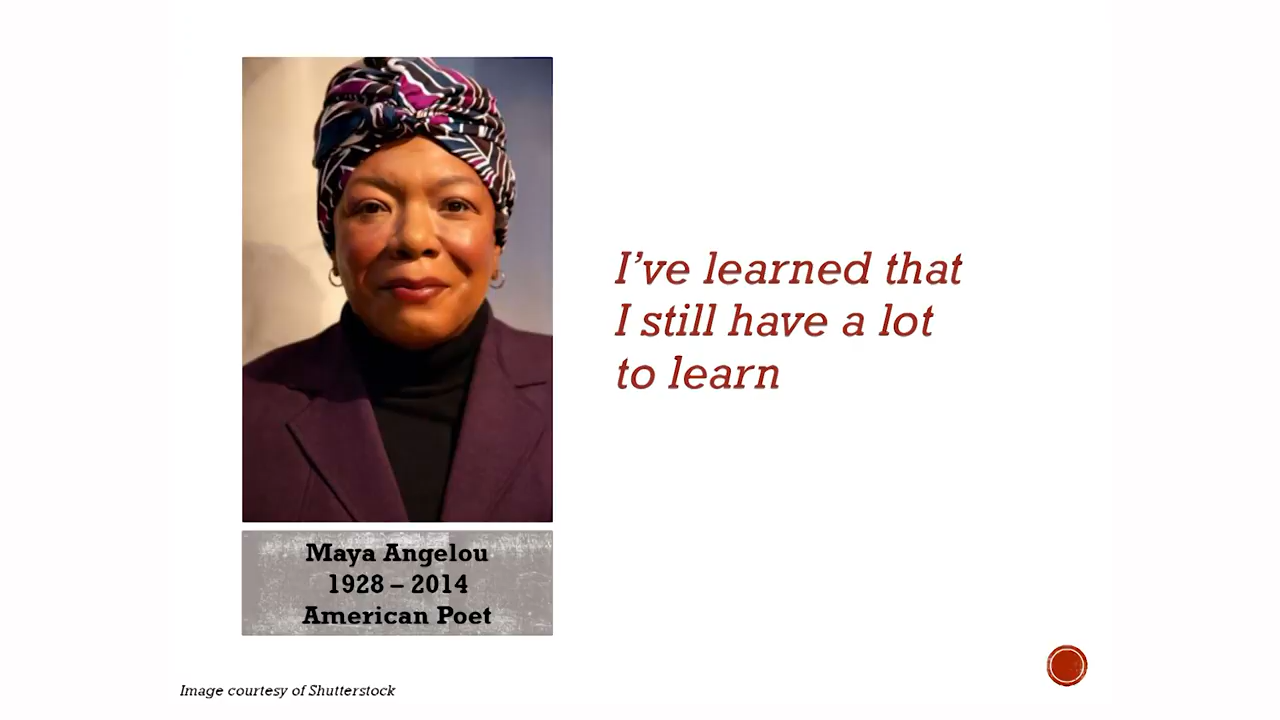 I've learned that
I still have a lot
to learn
Maya Angelou
1928 – 2014
American Poet
Image courtesy of Shutterstock